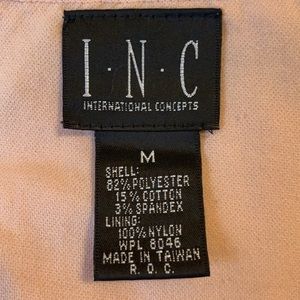 I·N·C
INTERNATIONAL CONCEPTS
M
SHELL:
82% POLYESTER
15% COTTON
3% SPANDEX
LINING:
100% NYLON
WPL 8046
MADE IN TAIWAN
R. O. C.